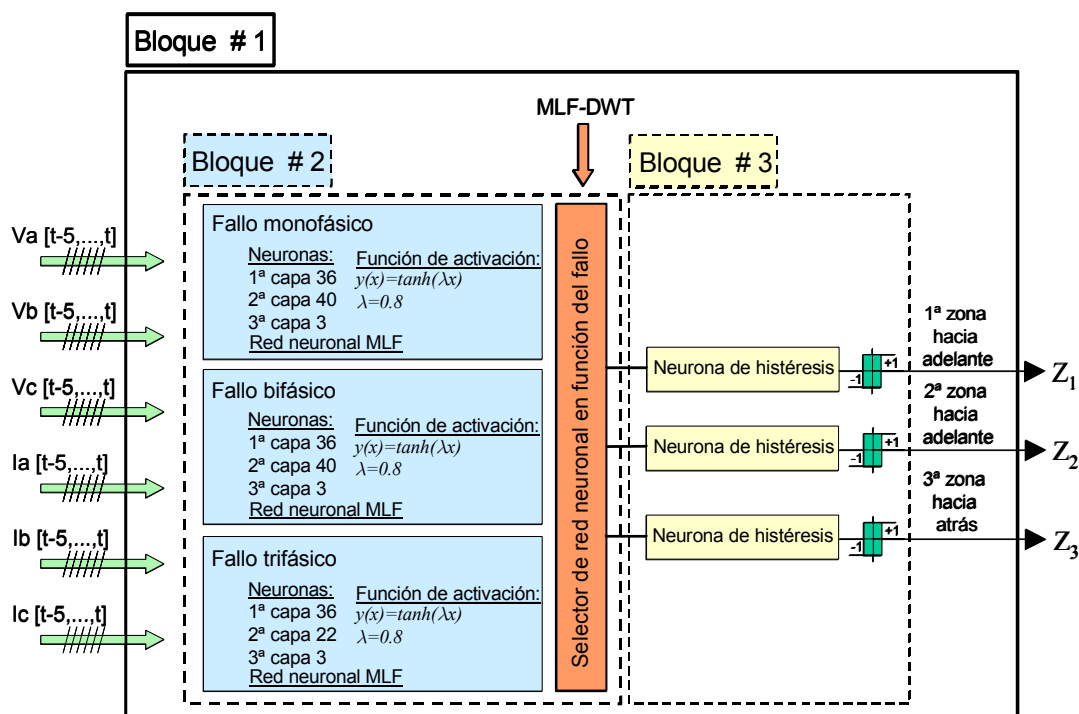 Bloque # 1
MLF-DWT
Bloque # 2
Bloque # 3
Va [t-5,...,t]
Vb [t-5,...,t]
Vc [t-5,...,t]
Ia [t-5,...,t]
Ib [t-5,...,t]
Ic [t-5,...,t]
Fallo monofásico
Neuronas:
1ª capa 36
2ª capa 40
3ª capa 3
Red neuronal MLF
Función de activación:
y(x)=tanh(λx)
λ=0.8
Fallo bifásico
Neuronas:
1ª capa 36
2ª capa 40
3ª capa 3
Red neuronal MLF
Función de activación:
y(x)=tanh(λx)
λ=0.8
Fallo trifásico
Neuronas:
1ª capa 36
2ª capa 22
3ª capa 3
Red neuronal MLF
Función de activación:
y(x)=tanh(λx)
λ=0.8
Selector de red neuronal en función del fallo
Neurona de histéresis
-1
+1
1ª zona
hacia
adelante
Z1
Neurona de histéresis
-1
+1
2ª zona
hacia
adelante
Z2
Neurona de histéresis
-1
+1
3ª zona
hacia
atrás
Z3